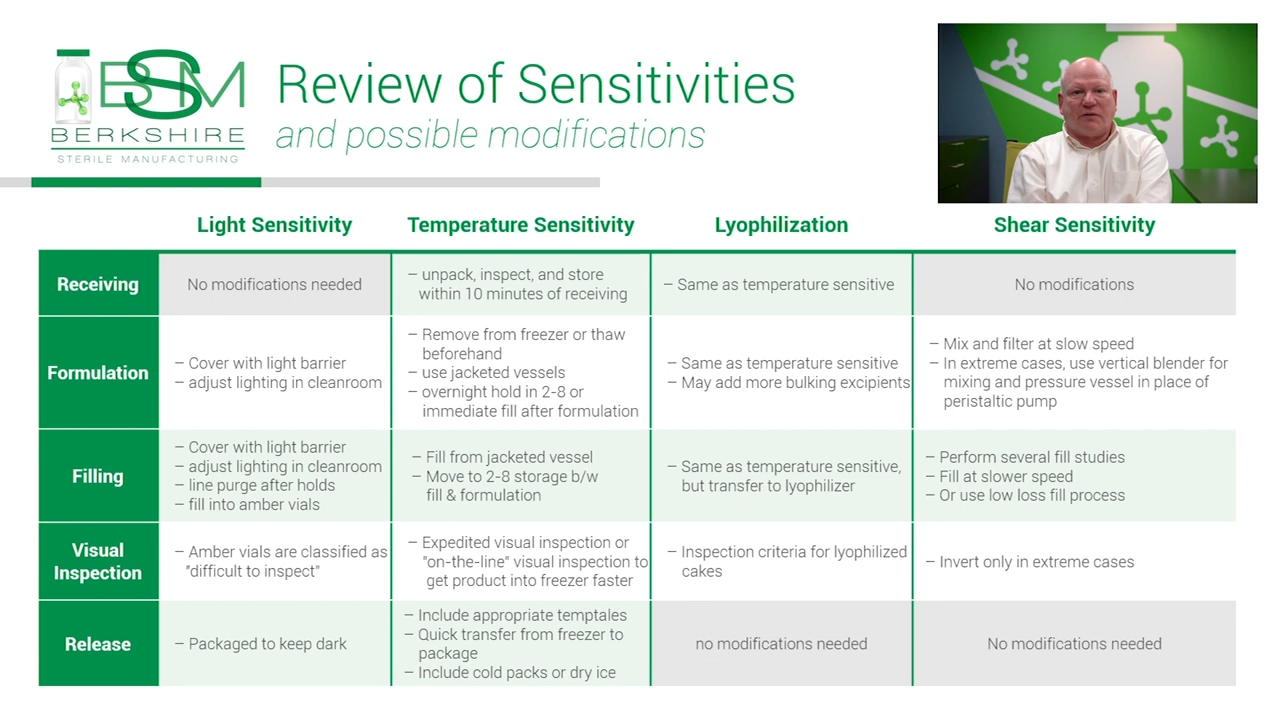 BSM
BERKSHIRE
STERILE MANUFACTURING
Review of Sensitivities
and possible modifications
Light Sensitivity
Temperature Sensitivity
Lyophilization
Shear Sensitivity
Receiving
No modifications needed
– unpack, inspect, and store
within 10 minutes of receiving
– Same as temperature sensitive
No modifications
Formulation
– Cover with light barrier
– adjust lighting in cleanroom
– Remove from freezer or thaw
beforehand
– use jacketed vessels
– overnight hold in 2-8 or
immediate fill after formulation
– Same as temperature sensitive
– May add more bulking excipients
– Mix and filter at slow speed
– In extreme cases, use vertical blender for
mixing and pressure vessel in place of
peristaltic pump
Filling
– Cover with light barrier
– adjust lighting in cleanroom
– line purge after holds
– fill into amber vials
– Fill from jacketed vessel
– Move to 2-8 storage b/w
fill & formulation
– Same as temperature sensitive,
but transfer to lyophilizer
– Perform several fill studies
– Fill at slower speed
– Or use low loss fill process
Visual
Inspection
– Amber vials are classified as
"difficult to inspect"
– Expedited visual inspection or
"on-the-line" visual inspection to
get product into freezer faster
– Inspection criteria for lyophilized
cakes
– Invert only in extreme cases
Release
– Packaged to keep dark
– Include appropriate temptales
– Quick transfer from freezer to
package
– Include cold packs or dry ice
no modifications needed
No modifications needed